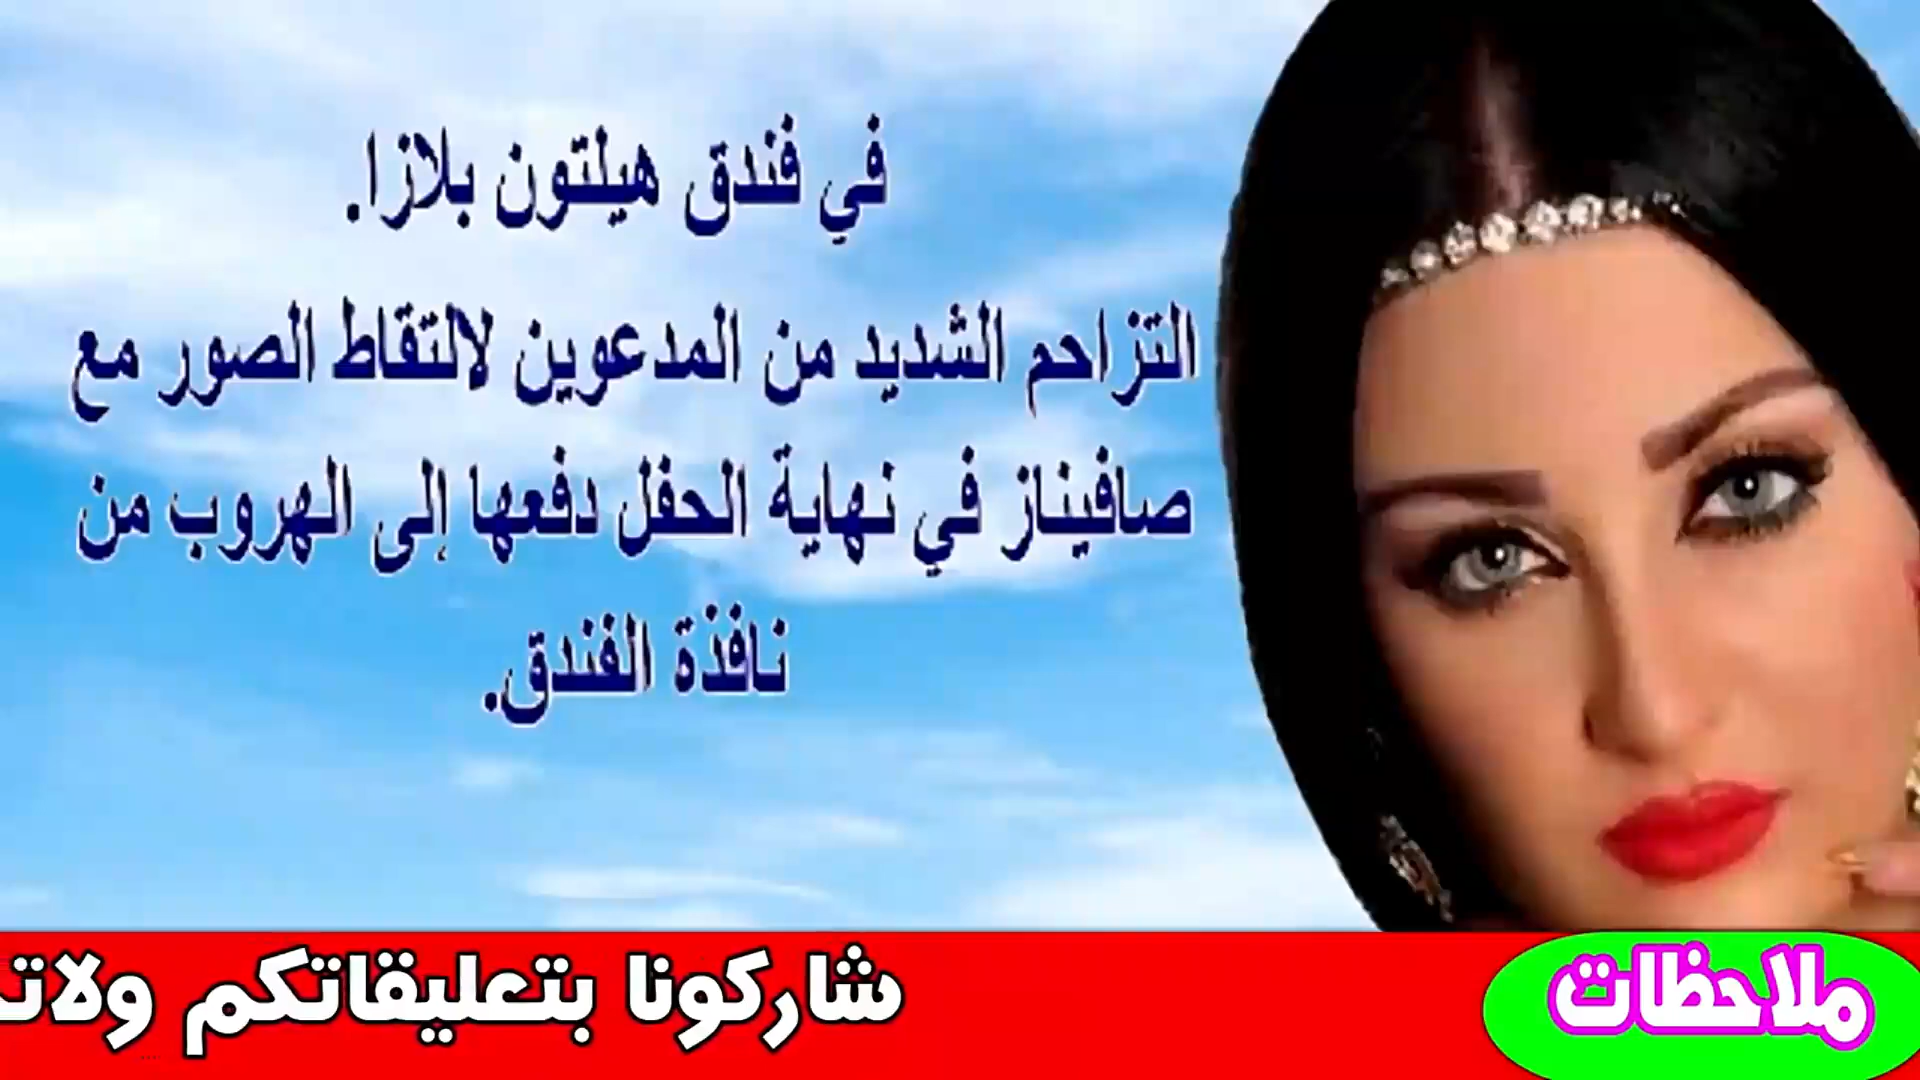 في فندق هيلتون بلازا.
التزاحم الشديد من المدعوين لالتقاط الصور مع
صافيناز في نهاية الحفل دفعها إلى الهروب من
نافذة الفندق.
ملاحظات
شاركونا بتعليقاتكم ولاتـ